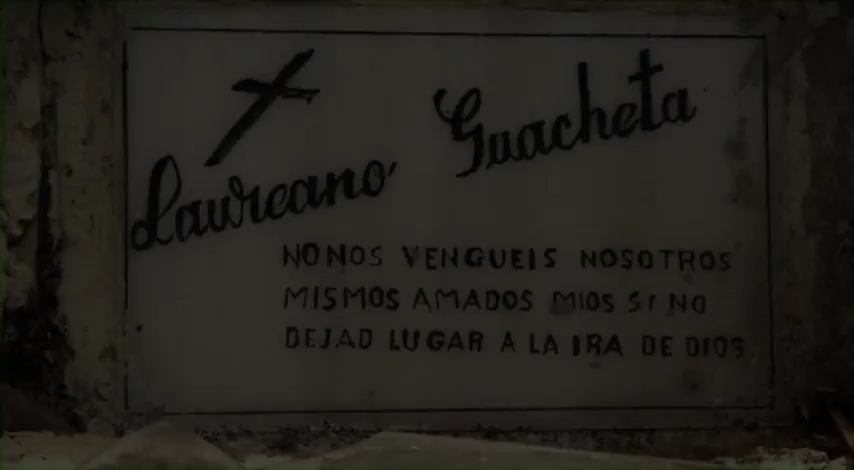 Laureano Guacheta
NO NOS VENGUEIS NOSOTROS
MISMOS AMADOS MIOS SI NO
DEJAD LUGAR A LA IRA DE DIOS.